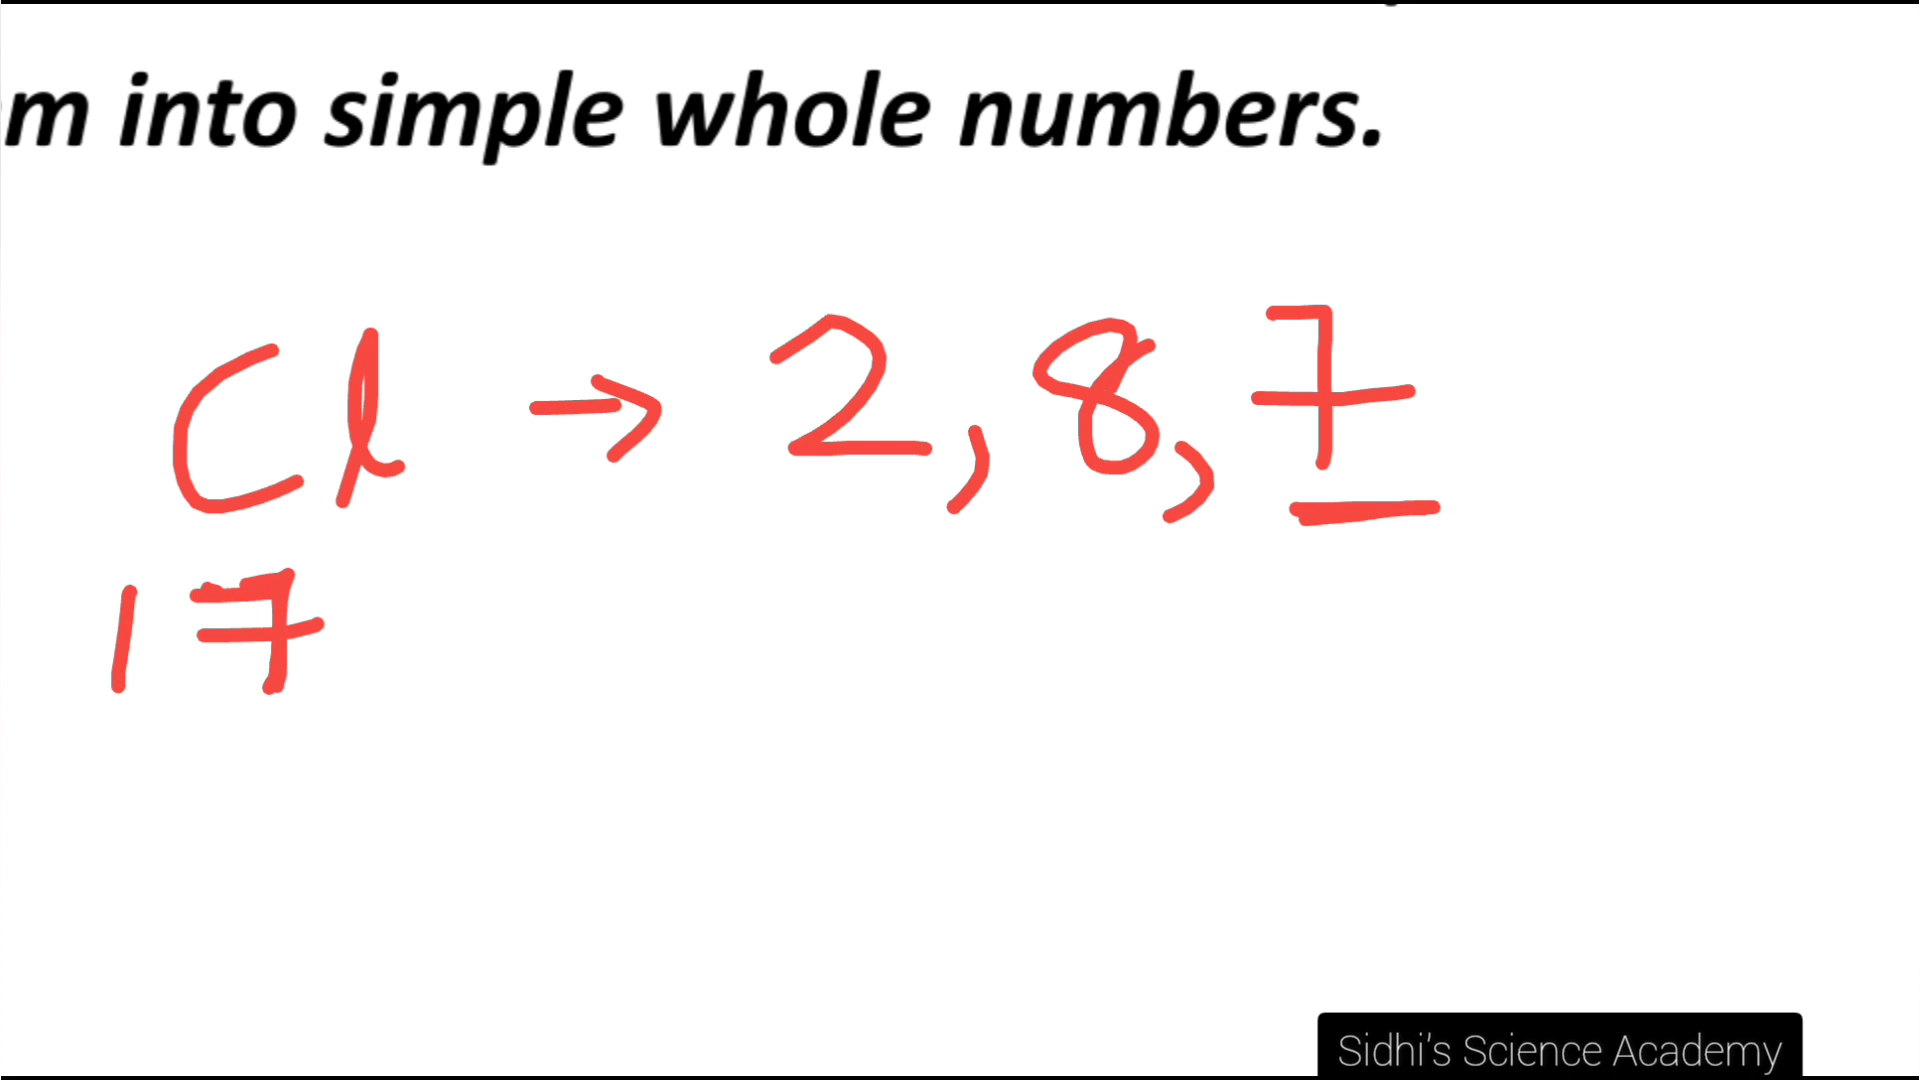 m into simple whole numbers.
Cl → 2,8,7
17
Sidhi's Science Academy